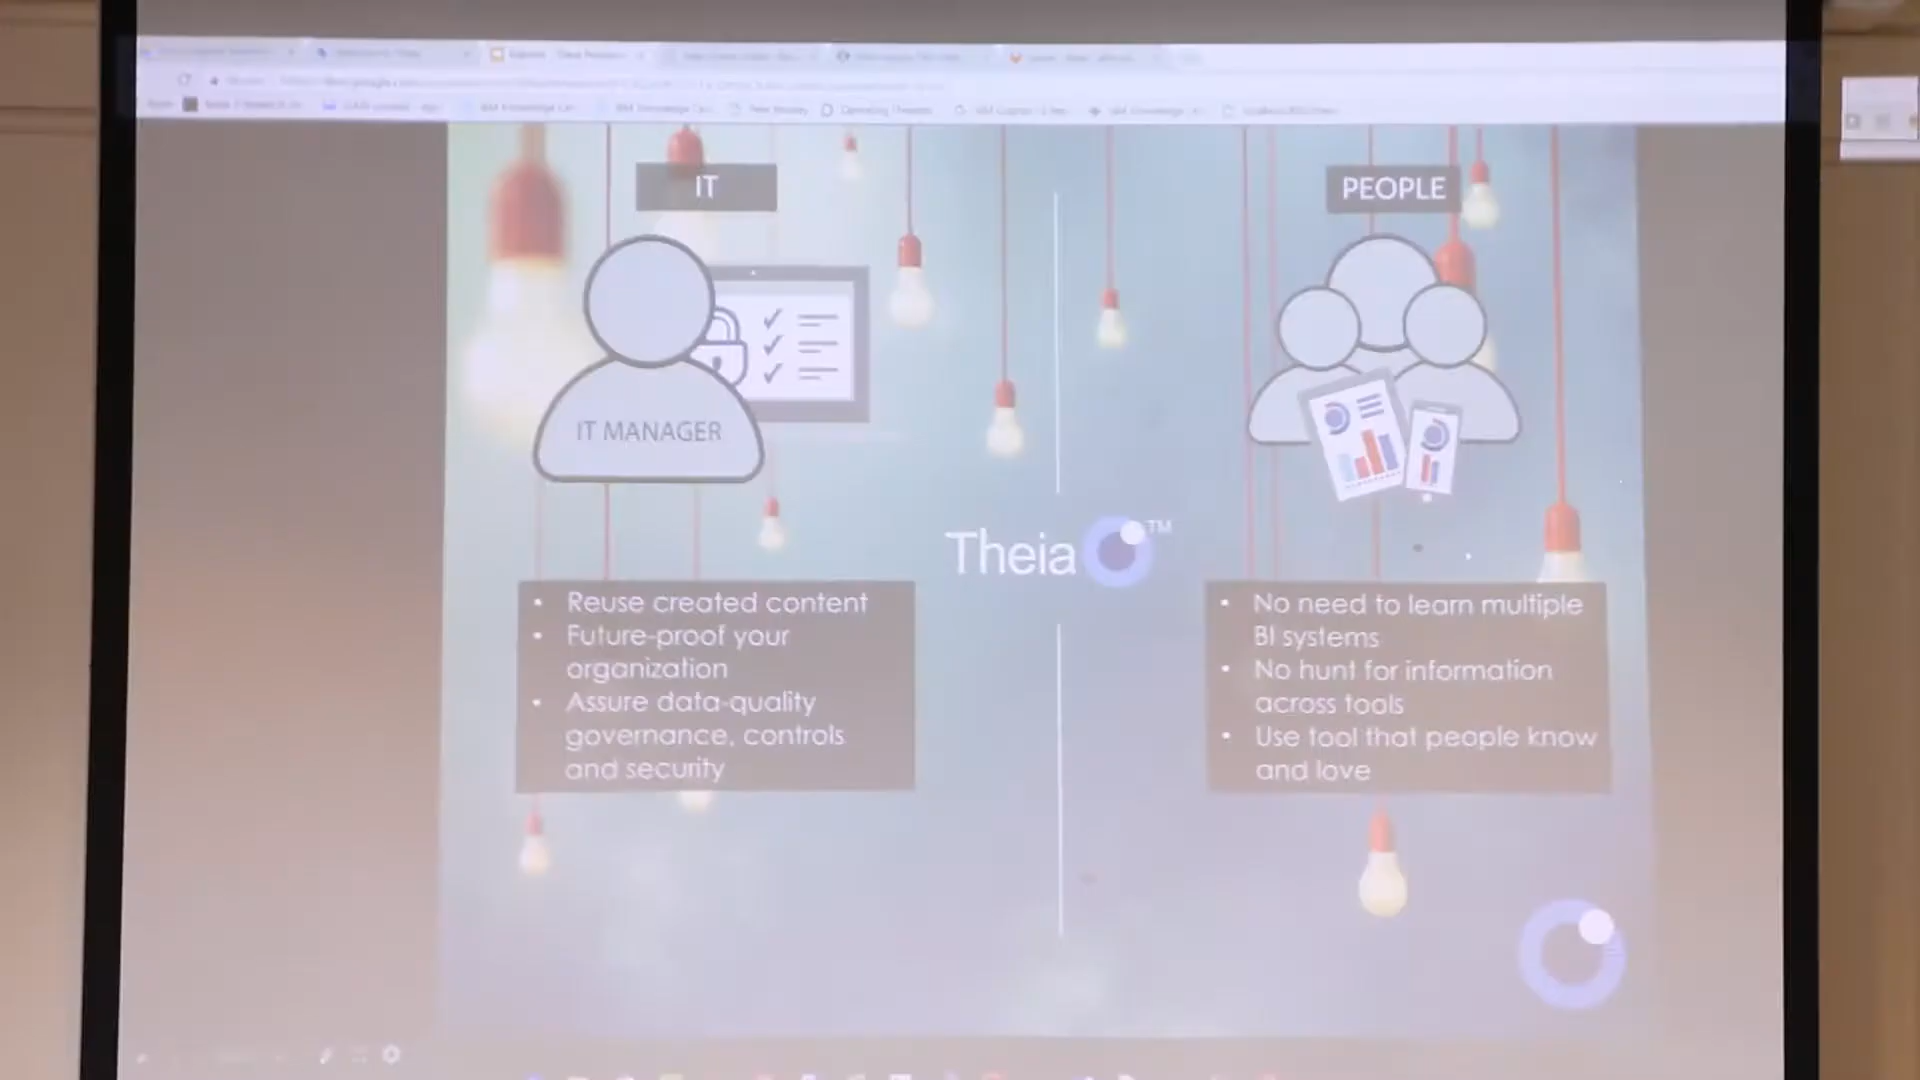 IT
PEOPLE
IT MANAGER
Theia™
• Reuse created content
• Future-proof your
organization
• Assure data-quality
governance, controls
and security
• No need to learn multiple
BI systems
• No hunt for information
across tools
• Use tool that people know
and love